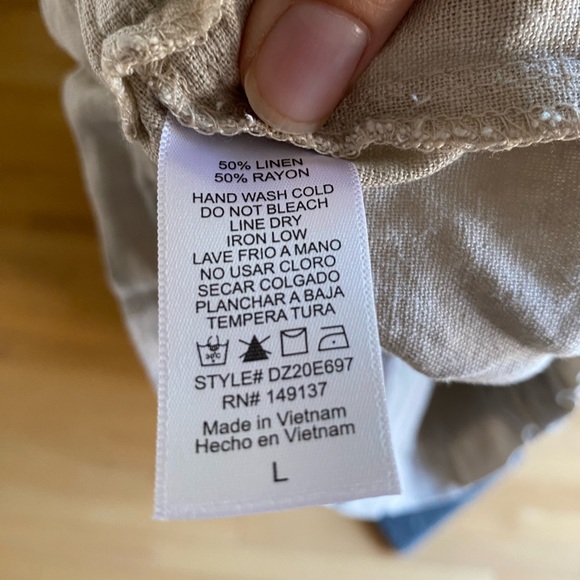 50% LINEN
50% RAYON
HAND WASH COLD
DO NOT BLEACH
LINE DRY
IRON LOW
LAVE FRIO A MANO
NO USAR CLORO
SECAR COLGADO
PLANCHAR A BAJA
TEMPERA TURA
30°C
STYLE# DZ20E697
RN# 149137
Made in Vietnam
Hecho en Vietnam
L